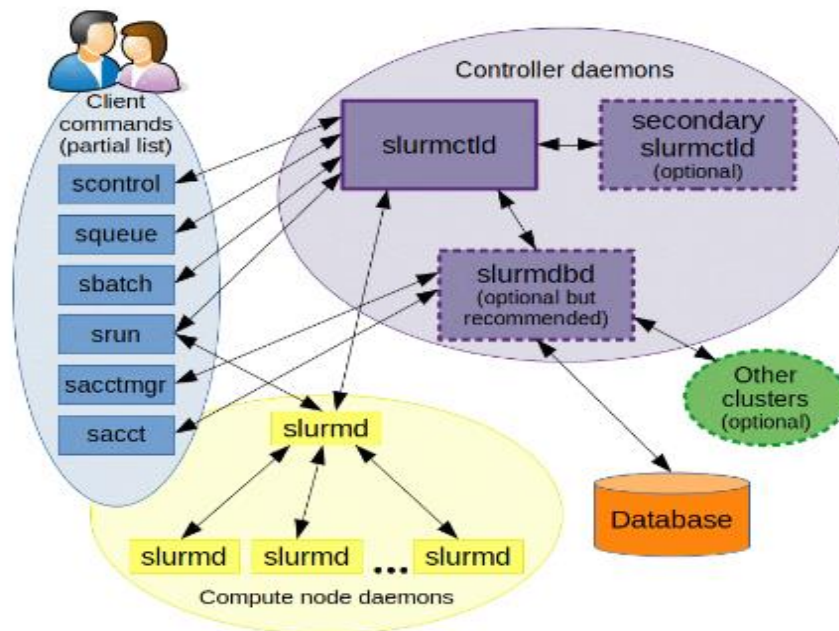 Client
commands
(partial list)
scontrol
squeue
sbatch
srun
sacctmgr
sacct
Controller daemons
slurmctld
secondary
slurmctld
(optional)
slurmdbd
(optional but
recommended)
Other
clusters
(optional)
Database
slurmd
slurmd slurmd ... slurmd
Compute node daemons